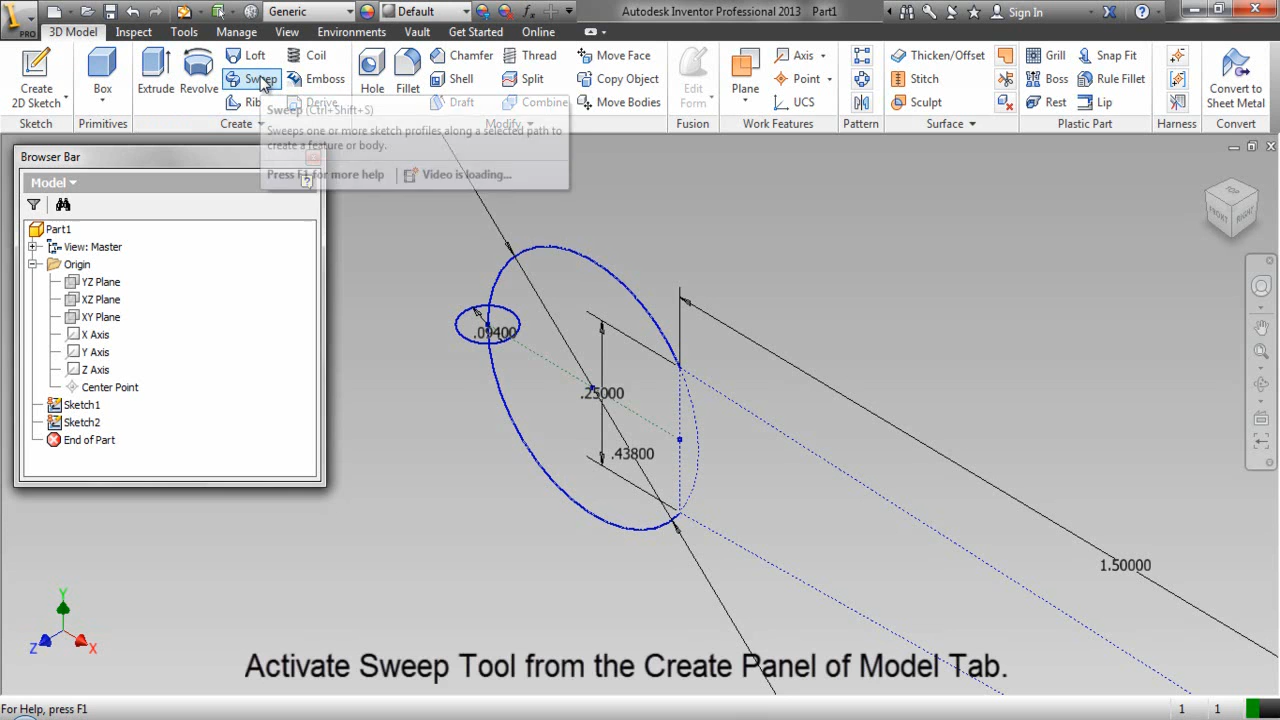 PRO
Generic
Default
Autodesk Inventor Professional 2013 Part1
Sign In
3D Model Inspect Tools Manage View Environments Vault Get Started Online
Create
2D Sketch
Sketch
Box
Primitives
Extrude Revolve
Loft Coil
Sweep Emboss
Rib Derive
Create
Hole Fillet
Chamfer Thread Move Face
Shell Split Copy Object
Draft Combine Move Bodies
Modify
Edit
Form
Fusion
Plane
Axis
Point
UCS
Work Features
Pattern
Thicken/Offset
Stitch
Sculpt
Surface
Grill Snap Fit
Boss Rule Fillet
Rest Lip
Plastic Part
Harness
Convert to
Sheet Metal
Convert
Sweep (Ctrl+Shift+S)
Sweeps one or more sketch profiles along a selected path to
create a feature or body.
Press F1 for more help Video is loading...
Browser Bar
Model
Part1
View: Master
Origin
YZ Plane
XZ Plane
XY Plane
X Axis
Y Axis
Z Axis
Center Point
Sketch1
Sketch2
End of Part
FRONT RIGHT
.09400
.25000
.43800
1.50000
Y
Z X
Activate Sweep Tool from the Create Panel of Model Tab.
For Help, press F1 1 1